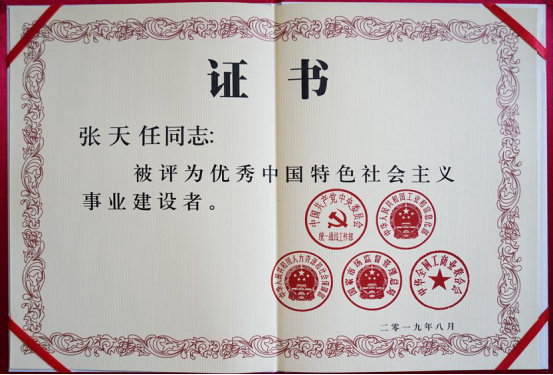 证书
张天任同志:
被评为优秀中国特色社会主义
事业建设者。
中国共产党中央委员会
统一战线工作部
中华人民共和国工业和信息化部
中华人民共和国人力资源和社会保障部
国家市场监督管理总局
中华全国工商业联合会
二零一九年八月